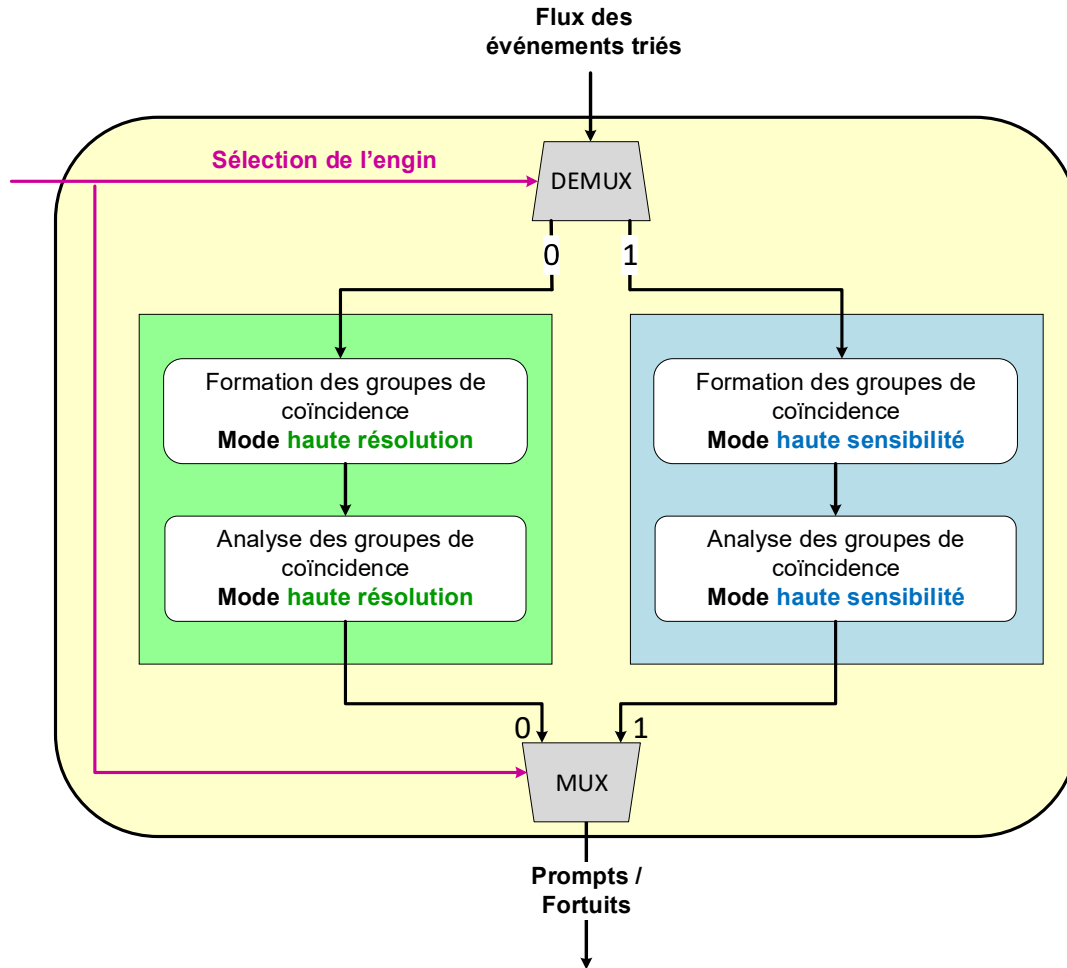 Flux des
événements triés
Sélection de l'engin
DEMUX
0
1
Formation des groupes de
coïncidence
Mode haute résolution
Analyse des groupes de
coïncidence
Mode haute résolution
Formation des groupes de
coïncidence
Mode haute sensibilité
Analyse des groupes de
coïncidence
Mode haute sensibilité
0
1
MUX
Prompts /
Fortuits